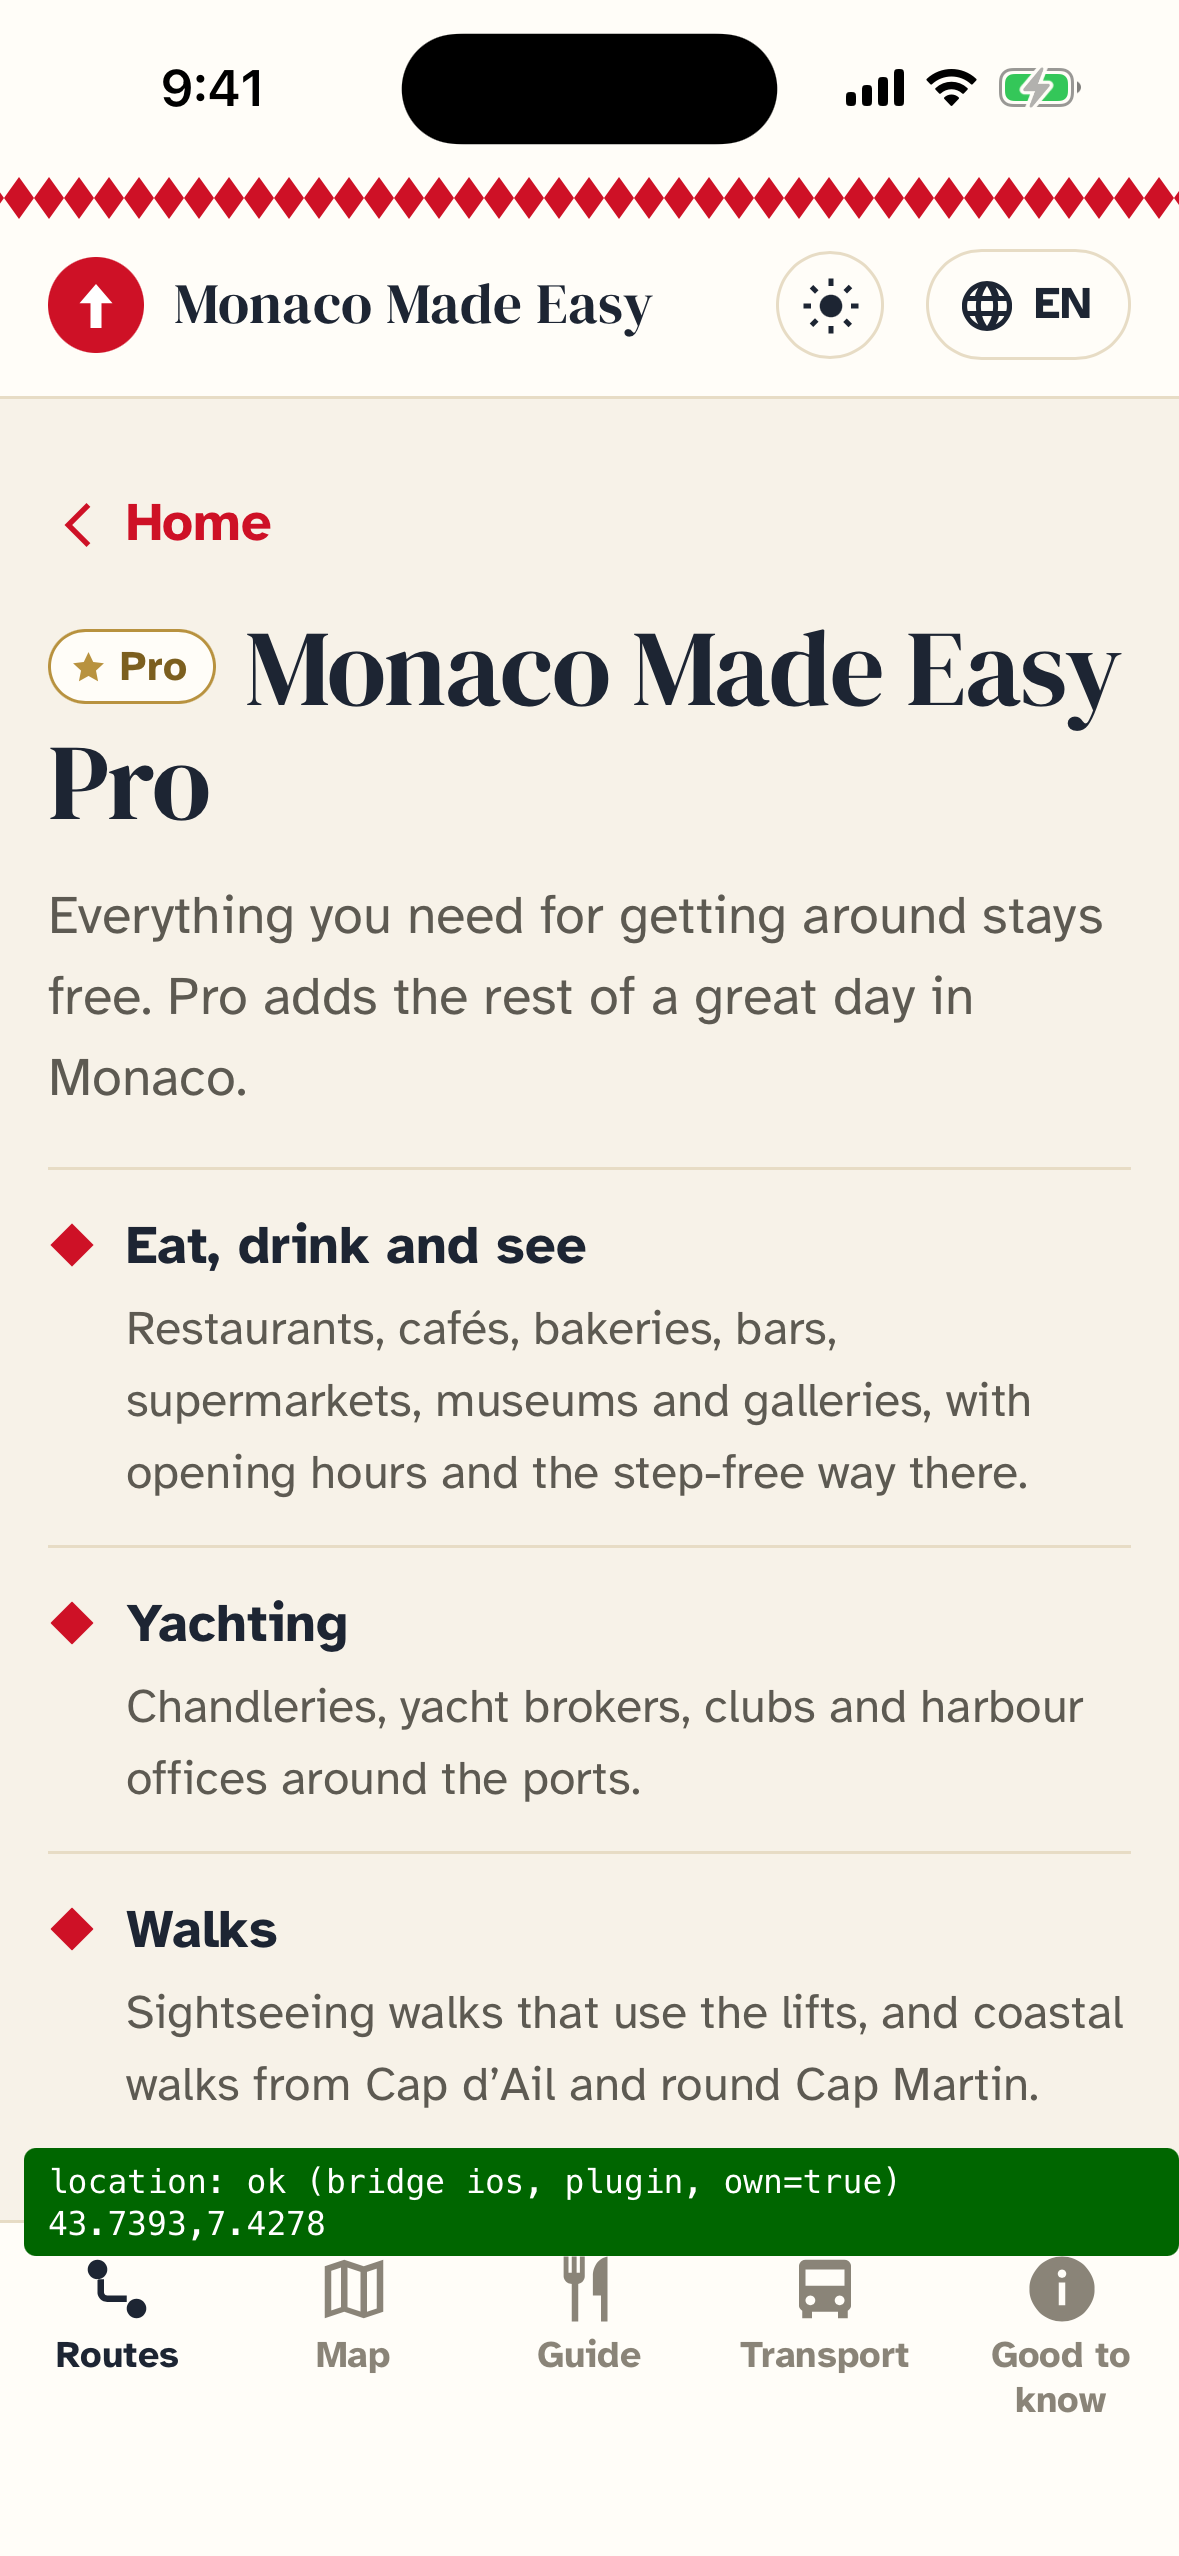 9:41
Monaco Made Easy
EN
Home
Pro
Monaco Made Easy
Pro
Everything you need for getting around stays
free. Pro adds the rest of a great day in
Monaco.
Eat, drink and see
Restaurants, cafés, bakeries, bars,
supermarkets, museums and galleries, with
opening hours and the step-free way there.
Yachting
Chandleries, yacht brokers, clubs and harbour
offices around the ports.
Walks
Sightseeing walks that use the lifts, and coastal
walks from Cap d’Ail and round Cap Martin.
location: ok (bridge ios, plugin, own=true)
43.7393,7.4278
Routes
Map
Guide
Transport
Good to
know